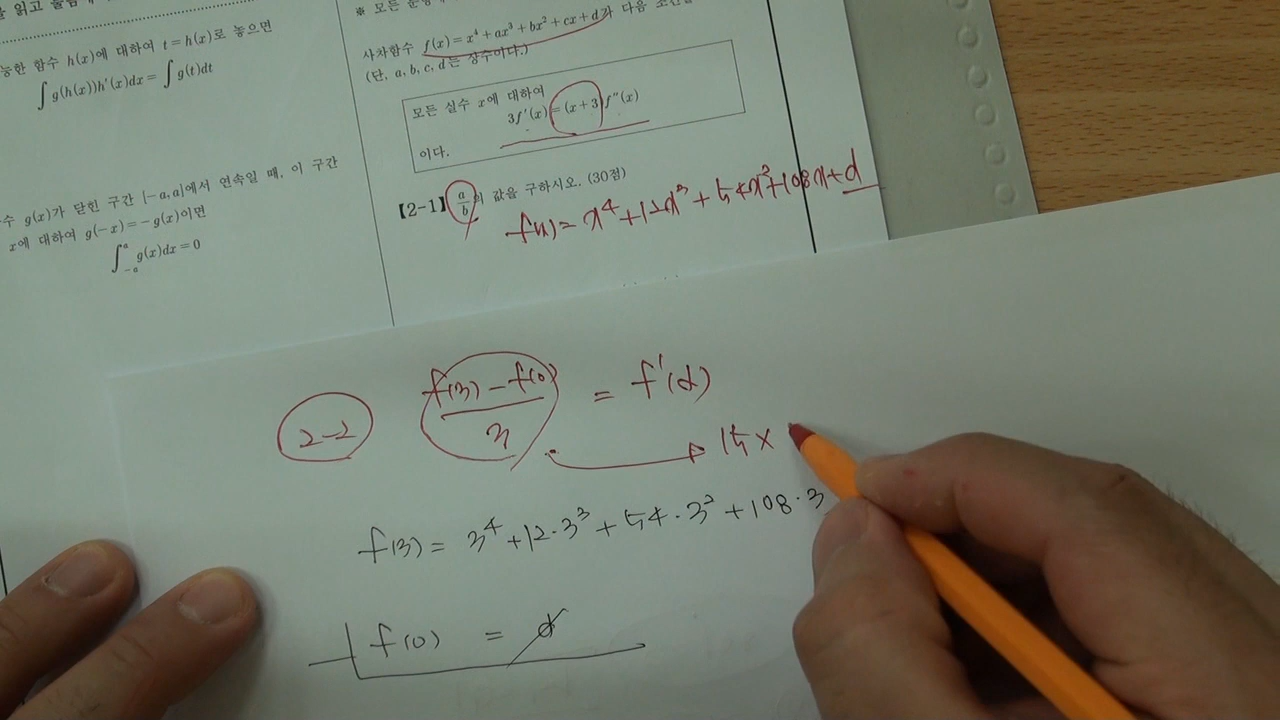 읽고
능한 함수 h(x)에 대하여 t=h(x)로 놓으면
∫g(h(x))h′(x)dx=∫g(t)dt
수 g(x)가 닫힌 구간 [-a,a]에서 연속일 때, 이 구간
x에 대하여 g(-x)=-g(x)이면
∫_{-a}^{a} g(x)dx=0
※ 모든
사차함수 f(x)=x⁴+ax³+bx²+cx+d가 다음
(단, a, b, c, d는 상수이다.)
모든 실수 x에 대하여
3f′(x)=(x+3)f″(x)
이다.
【2-1】 a/b의 값을 구하시오. (30점)
f(x)=x⁴+12x³+54x²+108x+d
2-2 (f(3)-f(0))/3 = f′(α)
15×
f(3)= 3⁴+12·3³+54·3²+108·3
f(0) = d